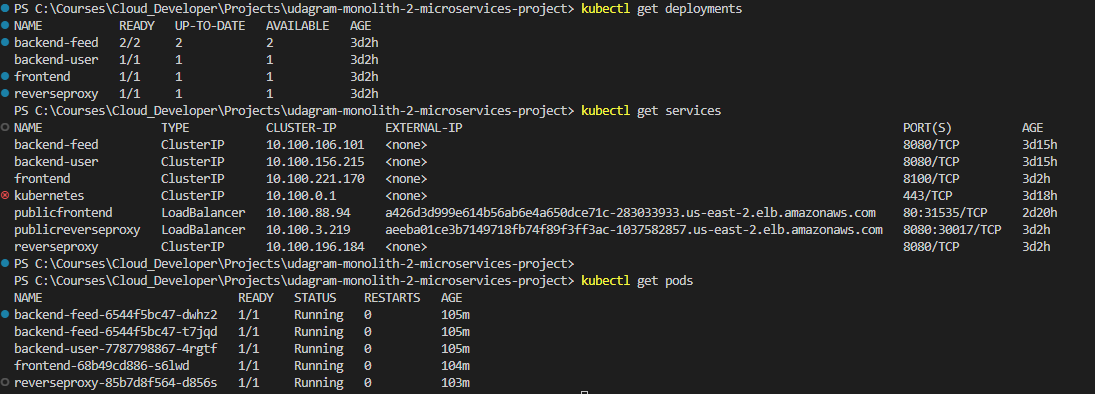 PS C:\Courses\Cloud_Developer\Projects\udagram-monolith-2-microservices-project> kubectl get deployments
NAME READY UP-TO-DATE AVAILABLE AGE
backend-feed 2/2 2 2 3d2h
backend-user 1/1 1 1 3d2h
frontend 1/1 1 1 3d2h
reverseproxy 1/1 1 1 3d2h
PS C:\Courses\Cloud_Developer\Projects\udagram-monolith-2-microservices-project> kubectl get services
NAME TYPE CLUSTER-IP EXTERNAL-IP PORT(S) AGE
backend-feed ClusterIP 10.100.106.101 <none> 8080/TCP 3d15h
backend-user ClusterIP 10.100.156.215 <none> 8080/TCP 3d15h
frontend ClusterIP 10.100.221.170 <none> 8100/TCP 3d2h
kubernetes ClusterIP 10.100.0.1 <none> 443/TCP 3d18h
publicfrontend LoadBalancer 10.100.88.94 a426d3d999e614b56ab6e4a650dce71c-283033933.us-east-2.elb.amazonaws.com 80:31535/TCP 2d20h
publicreverseproxy LoadBalancer 10.100.3.219 aeeba01ce3b7149718fb74f89f3ff3ac-1037582857.us-east-2.elb.amazonaws.com 8080:30017/TCP 3d2h
reverseproxy ClusterIP 10.100.196.184 <none> 8080/TCP 3d2h
PS C:\Courses\Cloud_Developer\Projects\udagram-monolith-2-microservices-project>
PS C:\Courses\Cloud_Developer\Projects\udagram-monolith-2-microservices-project> kubectl get pods
NAME READY STATUS RESTARTS AGE
backend-feed-6544f5bc47-dwhz2 1/1 Running 0 105m
backend-feed-6544f5bc47-t7jqd 1/1 Running 0 105m
backend-user-7787798867-4rgtf 1/1 Running 0 105m
frontend-68b49cd886-s6lwd 1/1 Running 0 104m
reverseproxy-85b7d8f564-d856s 1/1 Running 0 103m